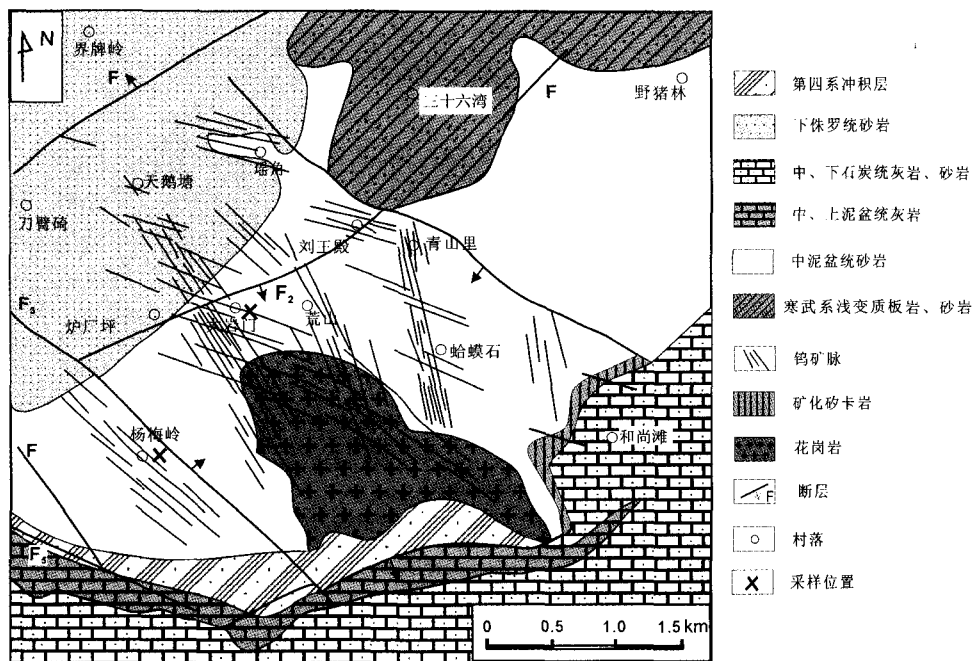 N
界牌岭
F
三十六湾
F
野猪林
瑶角
天鹅塘
刀臂碕
刘王殿
青山里
F₃
F₂
炉厂坪
荒山
蛤蟆石
杨梅岭
和尚滩
F
F₅
0 0.5 1.0 1.5 km
第四系冲积层
下侏罗统砂岩
中、下石炭统灰岩、砂岩
中、上泥盆统灰岩
中泥盆统砂岩
寒武系浅变质板岩、砂岩
钨矿脉
矿化矽卡岩
花岗岩
F
断层
村落
采样位置